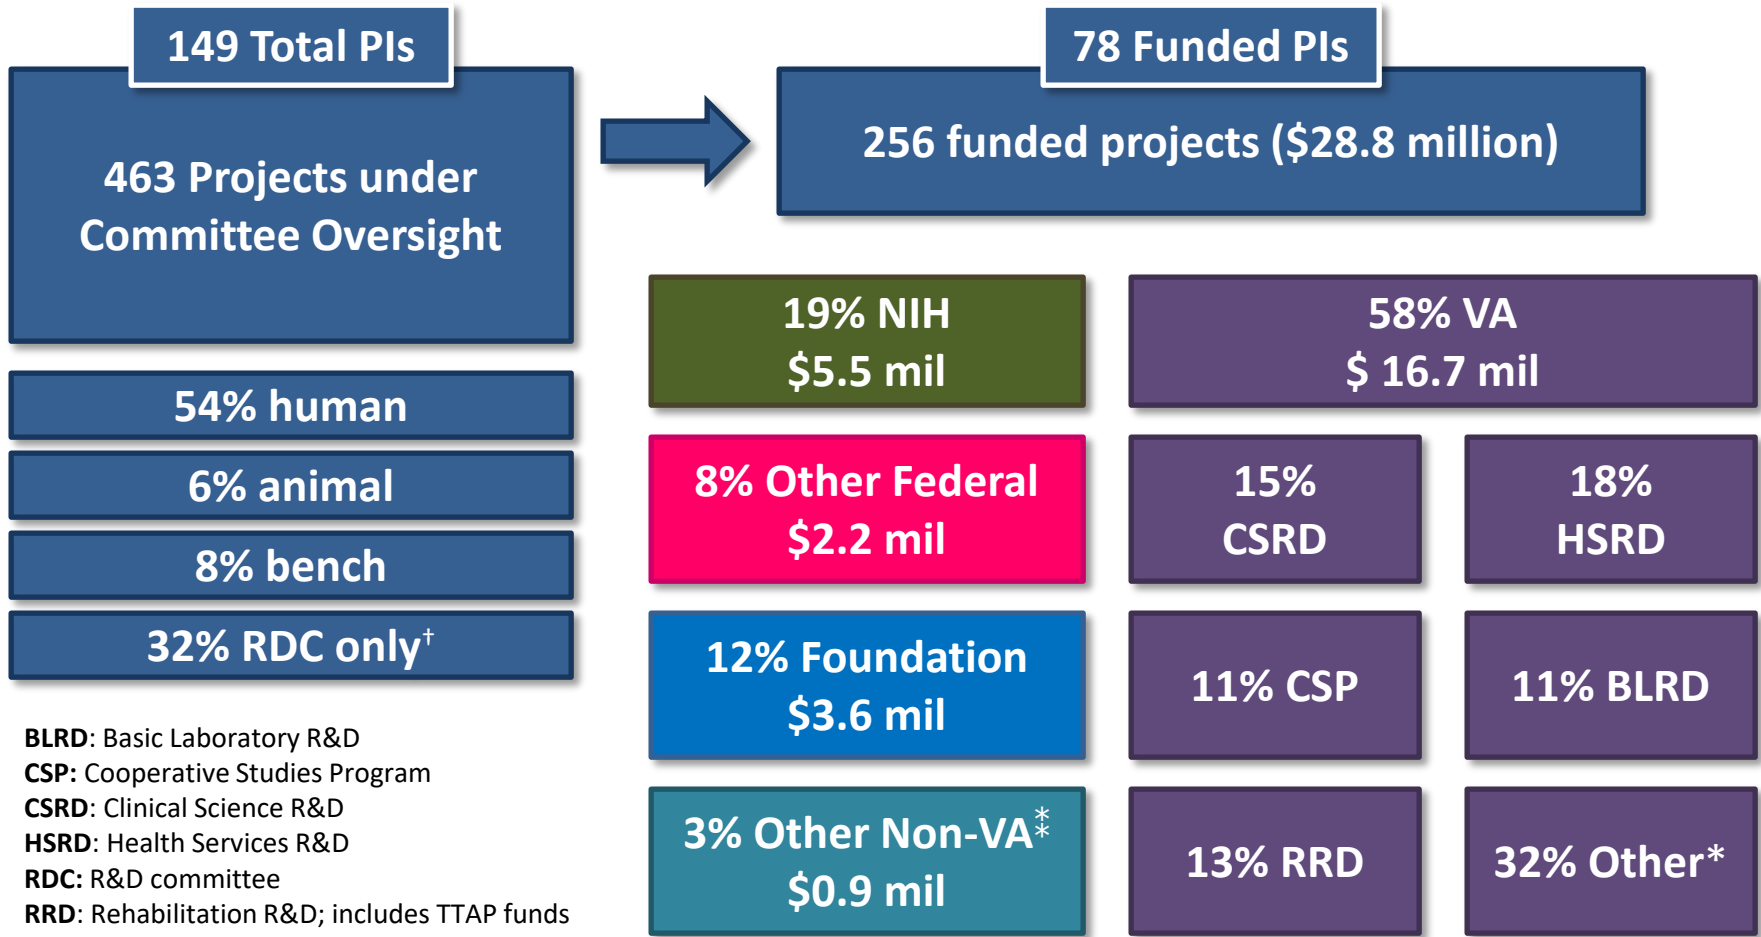 149 Total PIs
463 Projects under
Committee Oversight
54% human
6% animal
8% bench
32% RDC only†
BLRD: Basic Laboratory R&D
CSP: Cooperative Studies Program
CSRD: Clinical Science R&D
HSRD: Health Services R&D
RDC: R&D committee
RRD: Rehabilitation R&D; includes TTAP funds
78 Funded PIs
256 funded projects ($28.8 million)
19% NIH
$5.5 mil
8% Other Federal
$2.2 mil
12% Foundation
$3.6 mil
3% Other Non-VA⁑
$0.9 mil
58% VA
$ 16.7 mil
15%
CSRD
18%
HSRD
11% CSP
11% BLRD
13% RRD
32% Other*